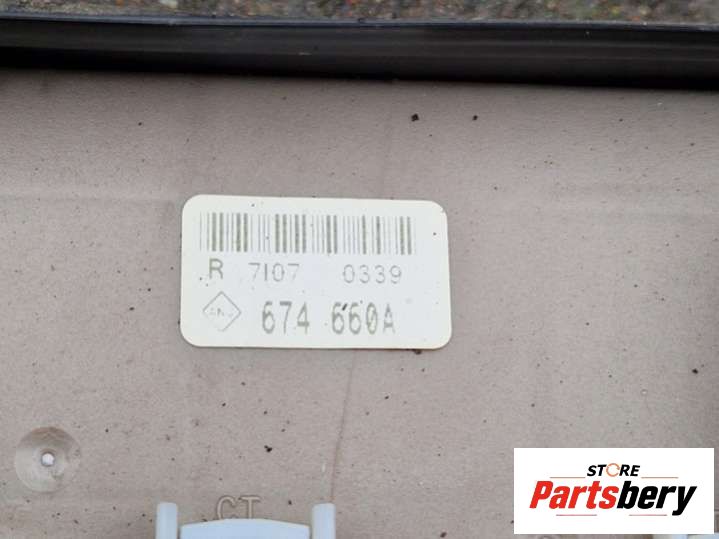 R 7107 0339
674 660A
CT
STORE
Partsbery